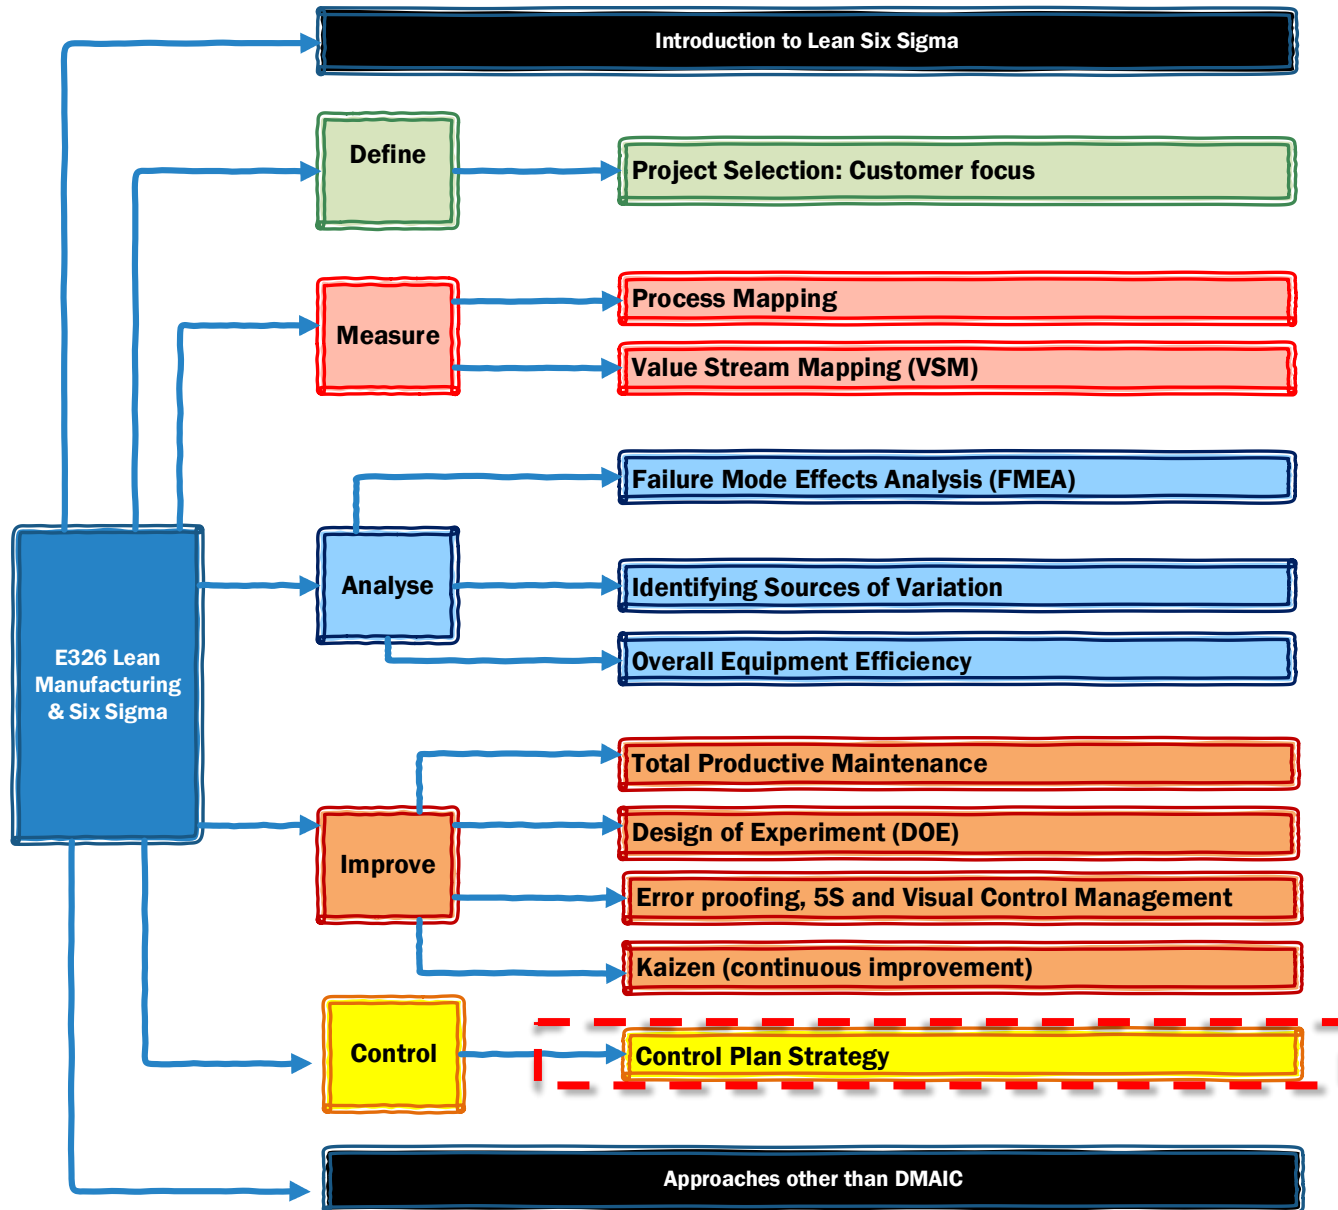 Introduction to Lean Six Sigma
Define
Project Selection: Customer focus
Measure
Process Mapping
Value Stream Mapping (VSM)
Failure Mode Effects Analysis (FMEA)
Analyse
Identifying Sources of Variation
Overall Equipment Efficiency
E326 Lean
Manufacturing
& Six Sigma
Total Productive Maintenance
Design of Experiment (DOE)
Improve
Error proofing, 5S and Visual Control Management
Kaizen (continuous improvement)
Control
Control Plan Strategy
Approaches other than DMAIC